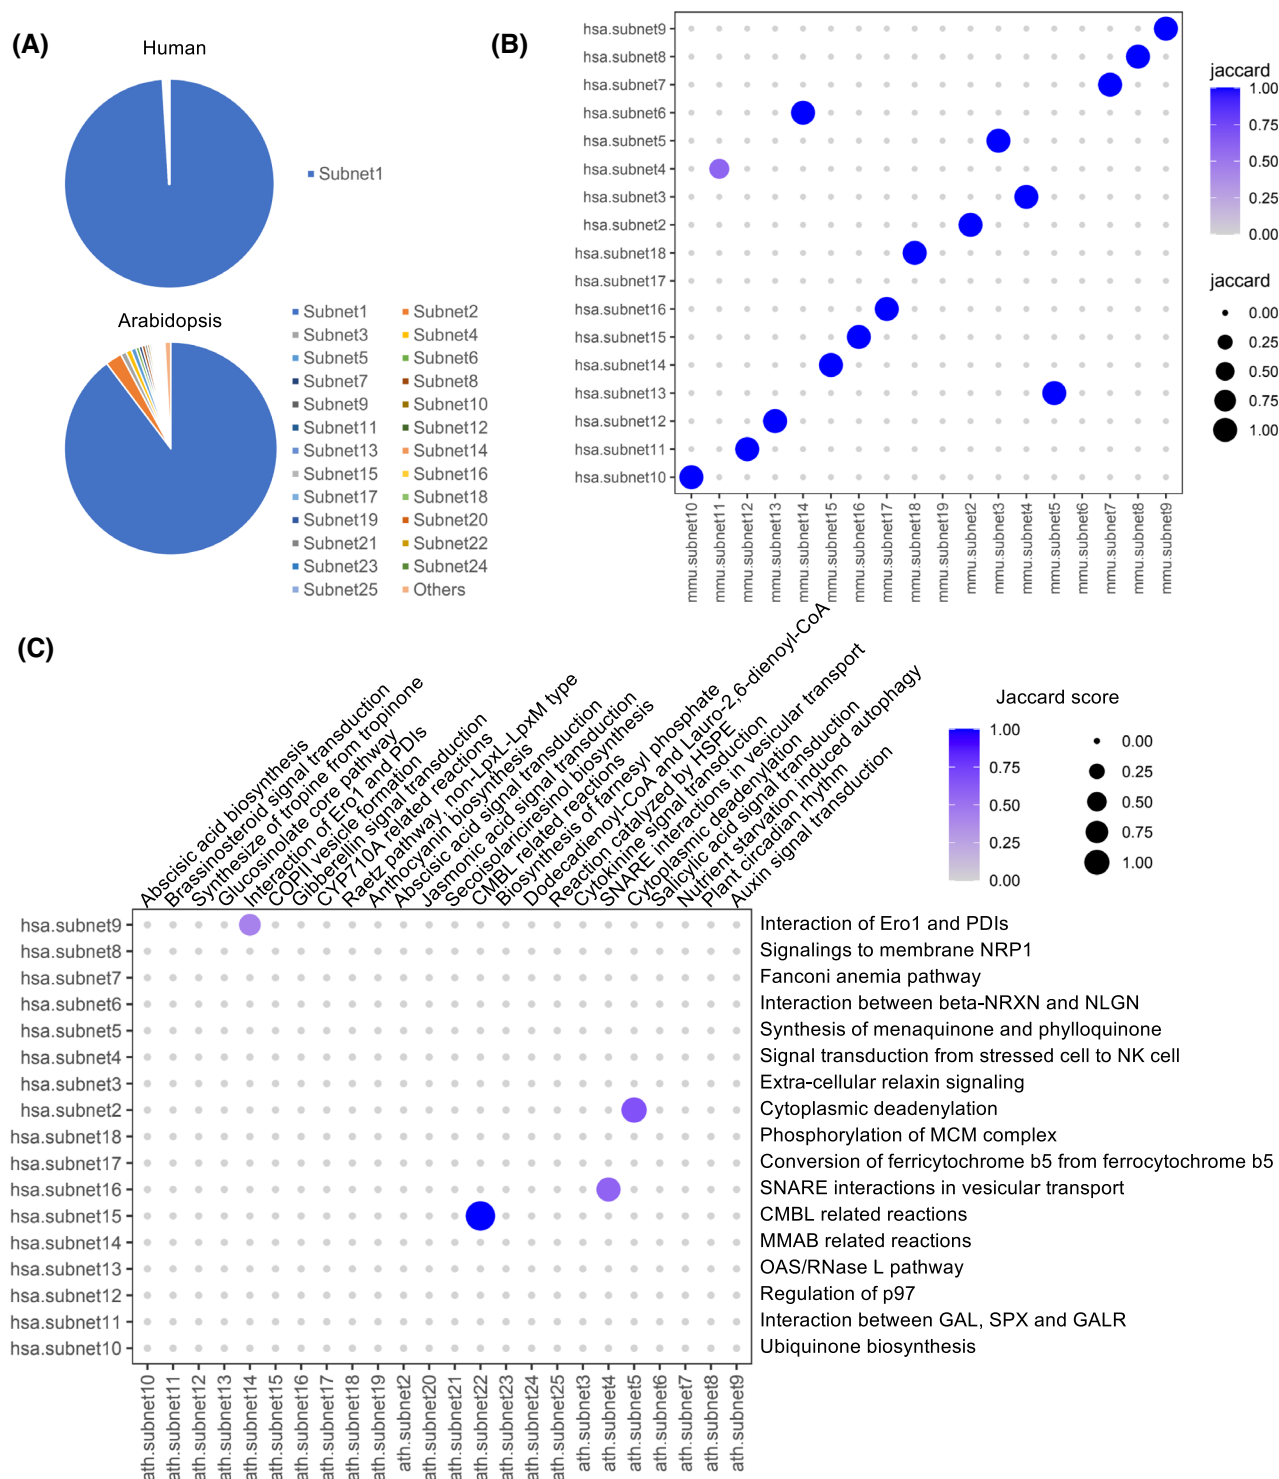 (A)
Human
Subnet1
Arabidopsis
Subnet1
Subnet2
Subnet3
Subnet4
Subnet5
Subnet6
Subnet7
Subnet8
Subnet9
Subnet10
Subnet11
Subnet12
Subnet13
Subnet14
Subnet15
Subnet16
Subnet17
Subnet18
Subnet19
Subnet20
Subnet21
Subnet22
Subnet23
Subnet24
Subnet25
Others
(B)
hsa.subnet9
hsa.subnet8
hsa.subnet7
hsa.subnet6
hsa.subnet5
hsa.subnet4
hsa.subnet3
hsa.subnet2
hsa.subnet18
hsa.subnet17
hsa.subnet16
hsa.subnet15
hsa.subnet14
hsa.subnet13
hsa.subnet12
hsa.subnet11
hsa.subnet10
mmu.subnet10
mmu.subnet11
mmu.subnet12
mmu.subnet13
mmu.subnet14
mmu.subnet15
mmu.subnet16
mmu.subnet17
mmu.subnet18
mmu.subnet19
mmu.subnet2
mmu.subnet3
mmu.subnet4
mmu.subnet5
mmu.subnet6
mmu.subnet7
mmu.subnet8
mmu.subnet9
jaccard
1.00
0.75
0.50
0.25
0.00
jaccard
0.00
0.25
0.50
0.75
1.00
(C)
Abscisic acid biosynthesis
Brassinosteroid signal transduction
Synthesize of tropine from tropinone
Glucosinolate core pathway
Interaction of Ero1 and PDIs
COPII vesicle formation
Gibberellin signal transduction
CYP710A related reactions
Raetz pathway, non-LpxL-LpxM type
Anthocyanin biosynthesis
Abscisic acid signal transduction
Jasmonic acid signal transduction
Secoisolariciresinol biosynthesis
CMBL related reactions
Biosynthesis of farnesyl phosphate
Dodecadienoyl-CoA and Lauro-2,6-dienoyl-CoA
Reaction catalyzed by HSPE
Cytokinine signal transduction
SNARE interactions in vesicular transport
Cytoplasmic deadenylation
Salicylic acid signal transduction
Nutrient starvation induced autophagy
Plant circadian rhythm
Auxin signal transduction
Jaccard score
1.00
0.75
0.50
0.25
0.00
0.00
0.25
0.50
0.75
1.00
hsa.subnet9
hsa.subnet8
hsa.subnet7
hsa.subnet6
hsa.subnet5
hsa.subnet4
hsa.subnet3
hsa.subnet2
hsa.subnet18
hsa.subnet17
hsa.subnet16
hsa.subnet15
hsa.subnet14
hsa.subnet13
hsa.subnet12
hsa.subnet11
hsa.subnet10
Interaction of Ero1 and PDIs
Signalings to membrane NRP1
Fanconi anemia pathway
Interaction between beta-NRXN and NLGN
Synthesis of menaquinone and phylloquinone
Signal transduction from stressed cell to NK cell
Extra-cellular relaxin signaling
Cytoplasmic deadenylation
Phosphorylation of MCM complex
Conversion of ferricytochrome b5 from ferrocytochrome b5
SNARE interactions in vesicular transport
CMBL related reactions
MMAB related reactions
OAS/RNase L pathway
Regulation of p97
Interaction between GAL, SPX and GALR
Ubiquinone biosynthesis
ath.subnet10
ath.subnet11
ath.subnet12
ath.subnet13
ath.subnet14
ath.subnet15
ath.subnet16
ath.subnet17
ath.subnet18
ath.subnet19
ath.subnet2
ath.subnet20
ath.subnet21
ath.subnet22
ath.subnet23
ath.subnet24
ath.subnet25
ath.subnet3
ath.subnet4
ath.subnet5
ath.subnet6
ath.subnet7
ath.subnet8
ath.subnet9